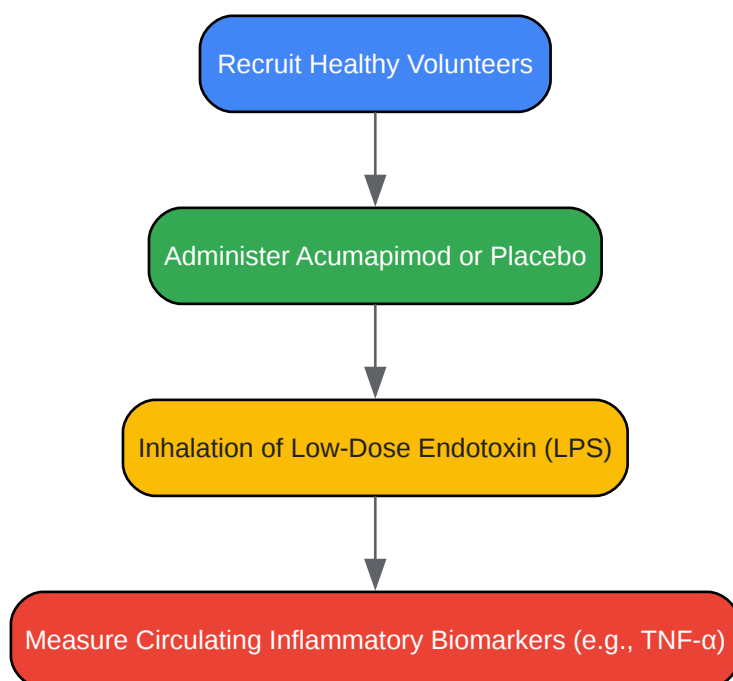 Recruit Healthy Volunteers
Administer Acumapimod or Placebo
Inhalation of Low-Dose Endotoxin (LPS)
Measure Circulating Inflammatory Biomarkers (e.g., TNF-α)